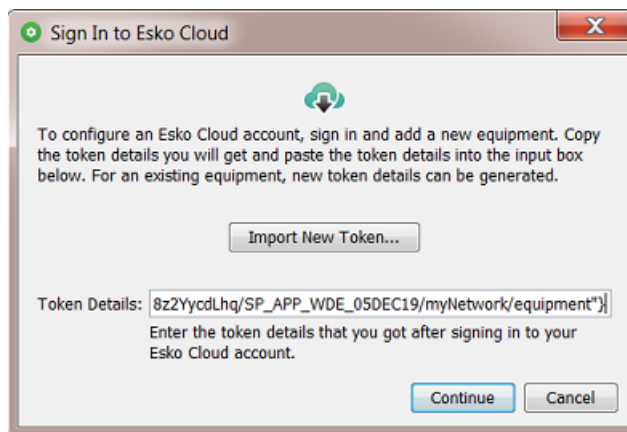 Sign In to Esko Cloud
To configure an Esko Cloud account, sign in and add a new equipment. Copy
the token details you will get and paste the token details into the input box
below. For an existing equipment, new token details can be generated.
Import New Token...
Token Details: 8z2YycdLhq/SP_APP_WDE_05DEC19/myNetwork/equipment"}
Enter the token details that you got after signing in to your
Esko Cloud account.
Continue Cancel